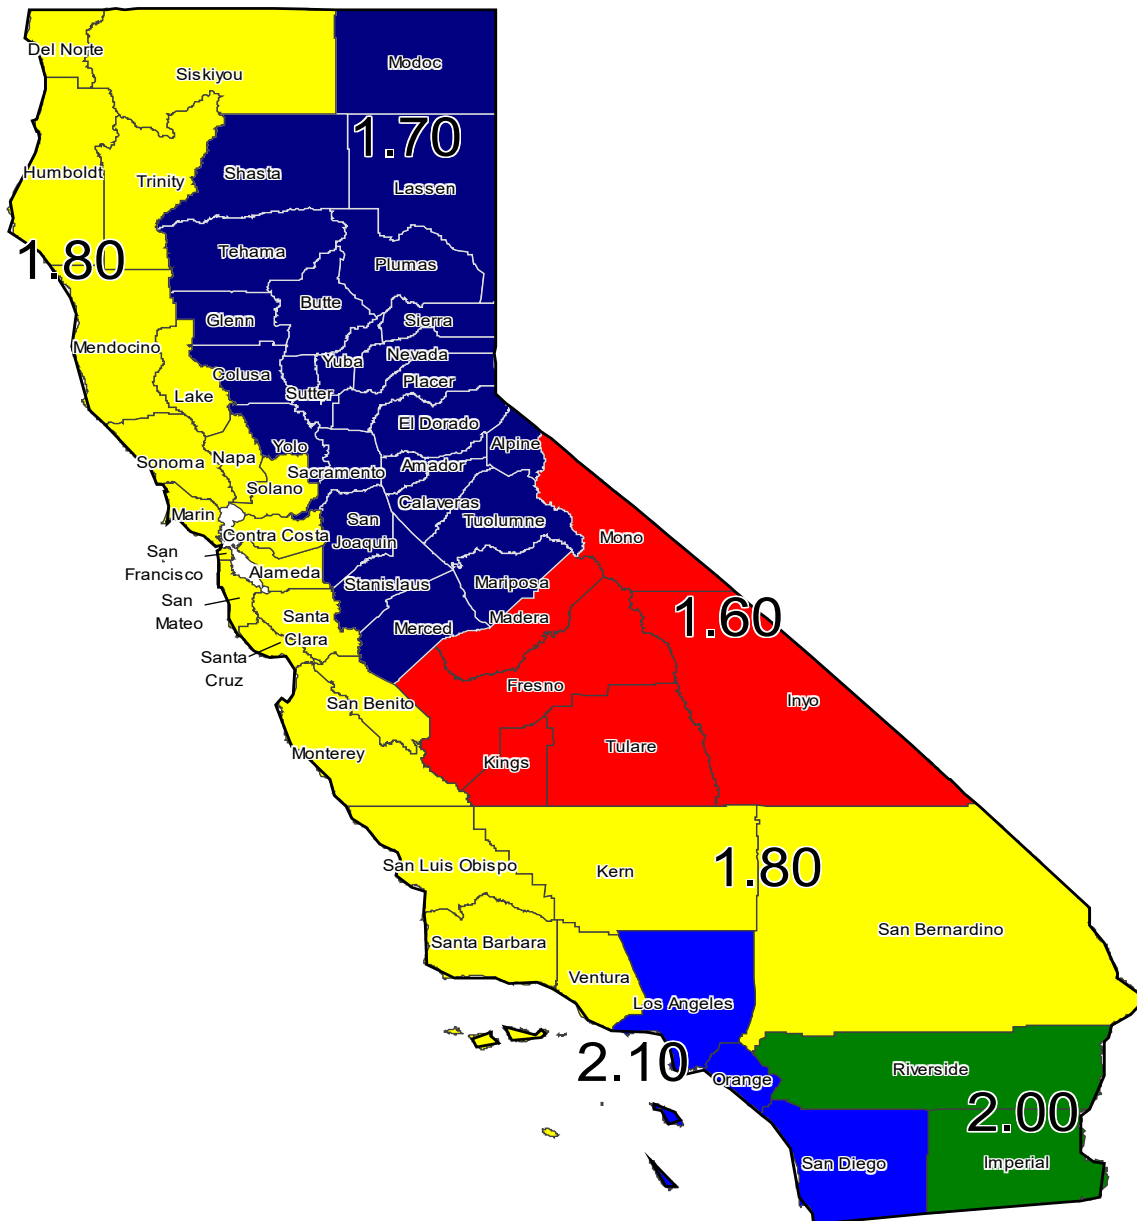 Del Norte
Siskiyou
Modoc
1.70
Humboldt
Trinity
Shasta
Lassen
1.80
Tehama
Plumas
Butte
Glenn
Sierra
Mendocino
Yuba
Nevada
Colusa
Placer
Lake
Sutter
El Dorado
Alpine
Yolo
Sonoma
Napa
Sacramento
Amador
Solano
Calaveras
Marin
Contra Costa
San
Joaquin
Tuolumne
Mono
San
Francisco
Alameda
Stanislaus
Mariposa
San
Mateo
Santa
Clara
Merced
Madera
1.60
Santa
Cruz
Fresno
Inyo
San Benito
Monterey
Kings
Tulare
San Luis Obispo
Kern
1.80
San Bernardino
Santa Barbara
Ventura
Los Angeles
2.10
Orange
Riverside
2.00
San Diego
Imperial